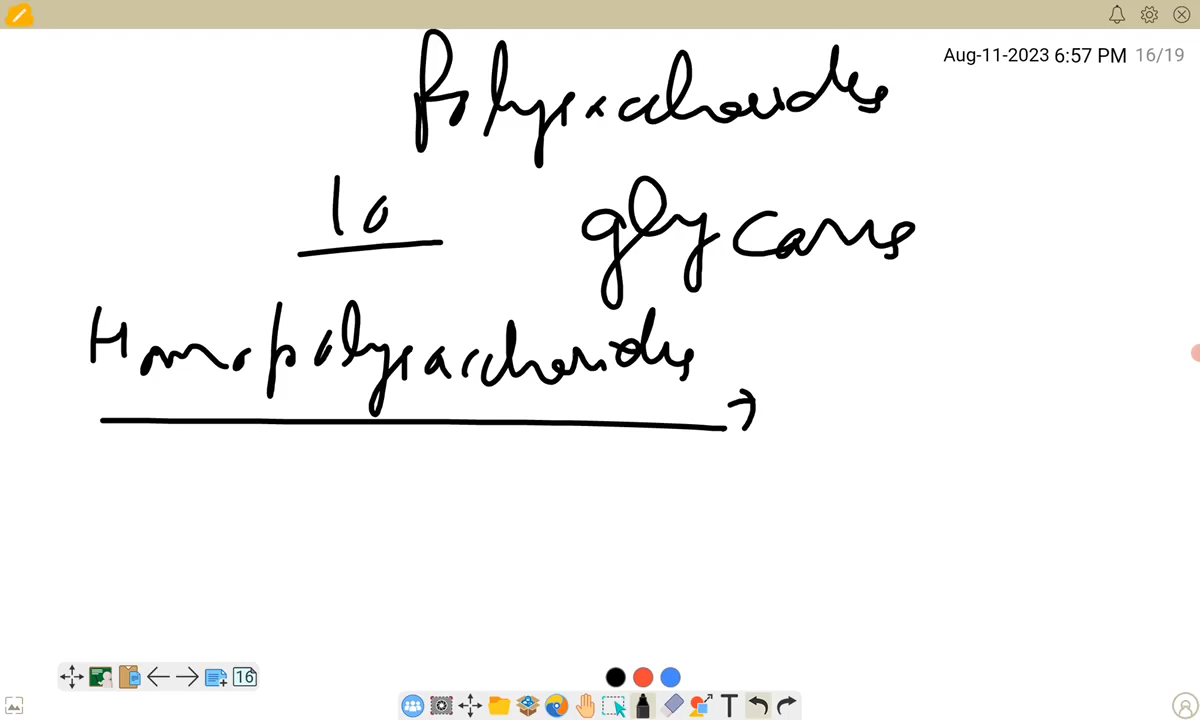 Aug-11-2023 6:57 PM 16/19
Polysaccharides
10 glycans
Homopolysaccharides →
16
T